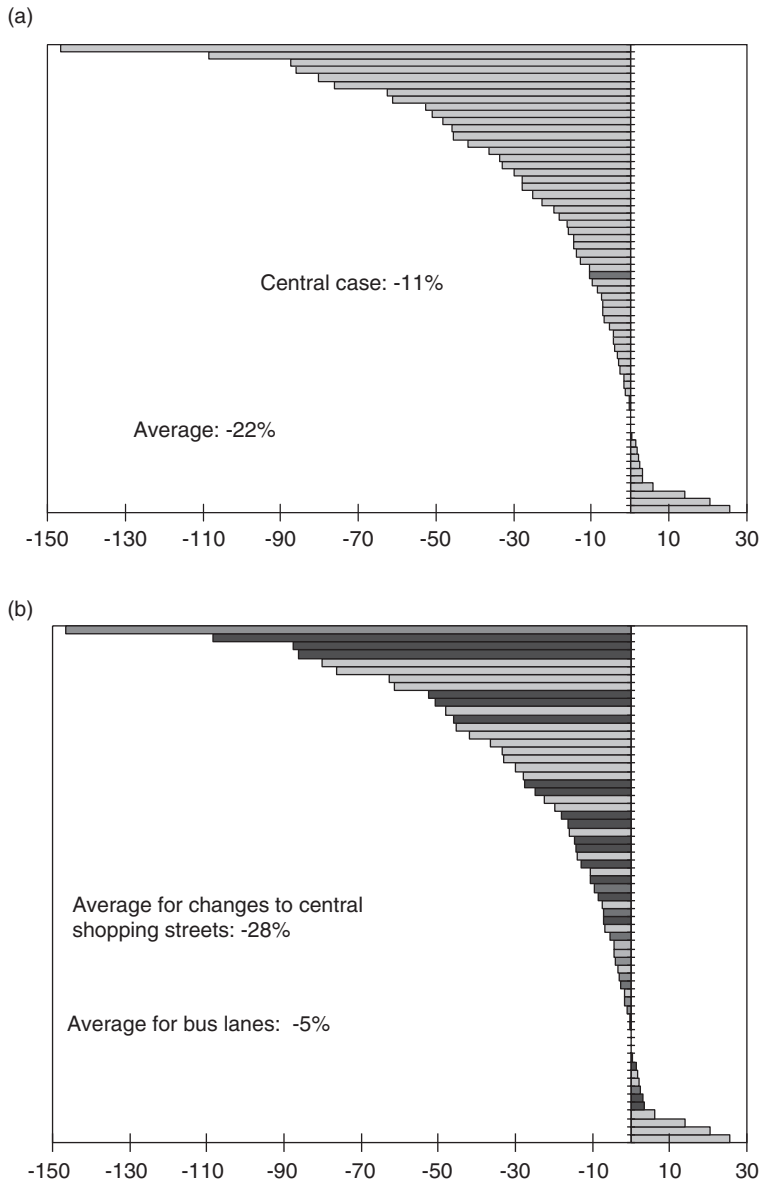 (a)
Central case: -11%
Average: -22%
-150 -130 -110 -90 -70 -50 -30 -10 10 30
(b)
Average for changes to central
shopping streets: -28%
Average for bus lanes: -5%
-150 -130 -110 -90 -70 -50 -30 -10 10 30